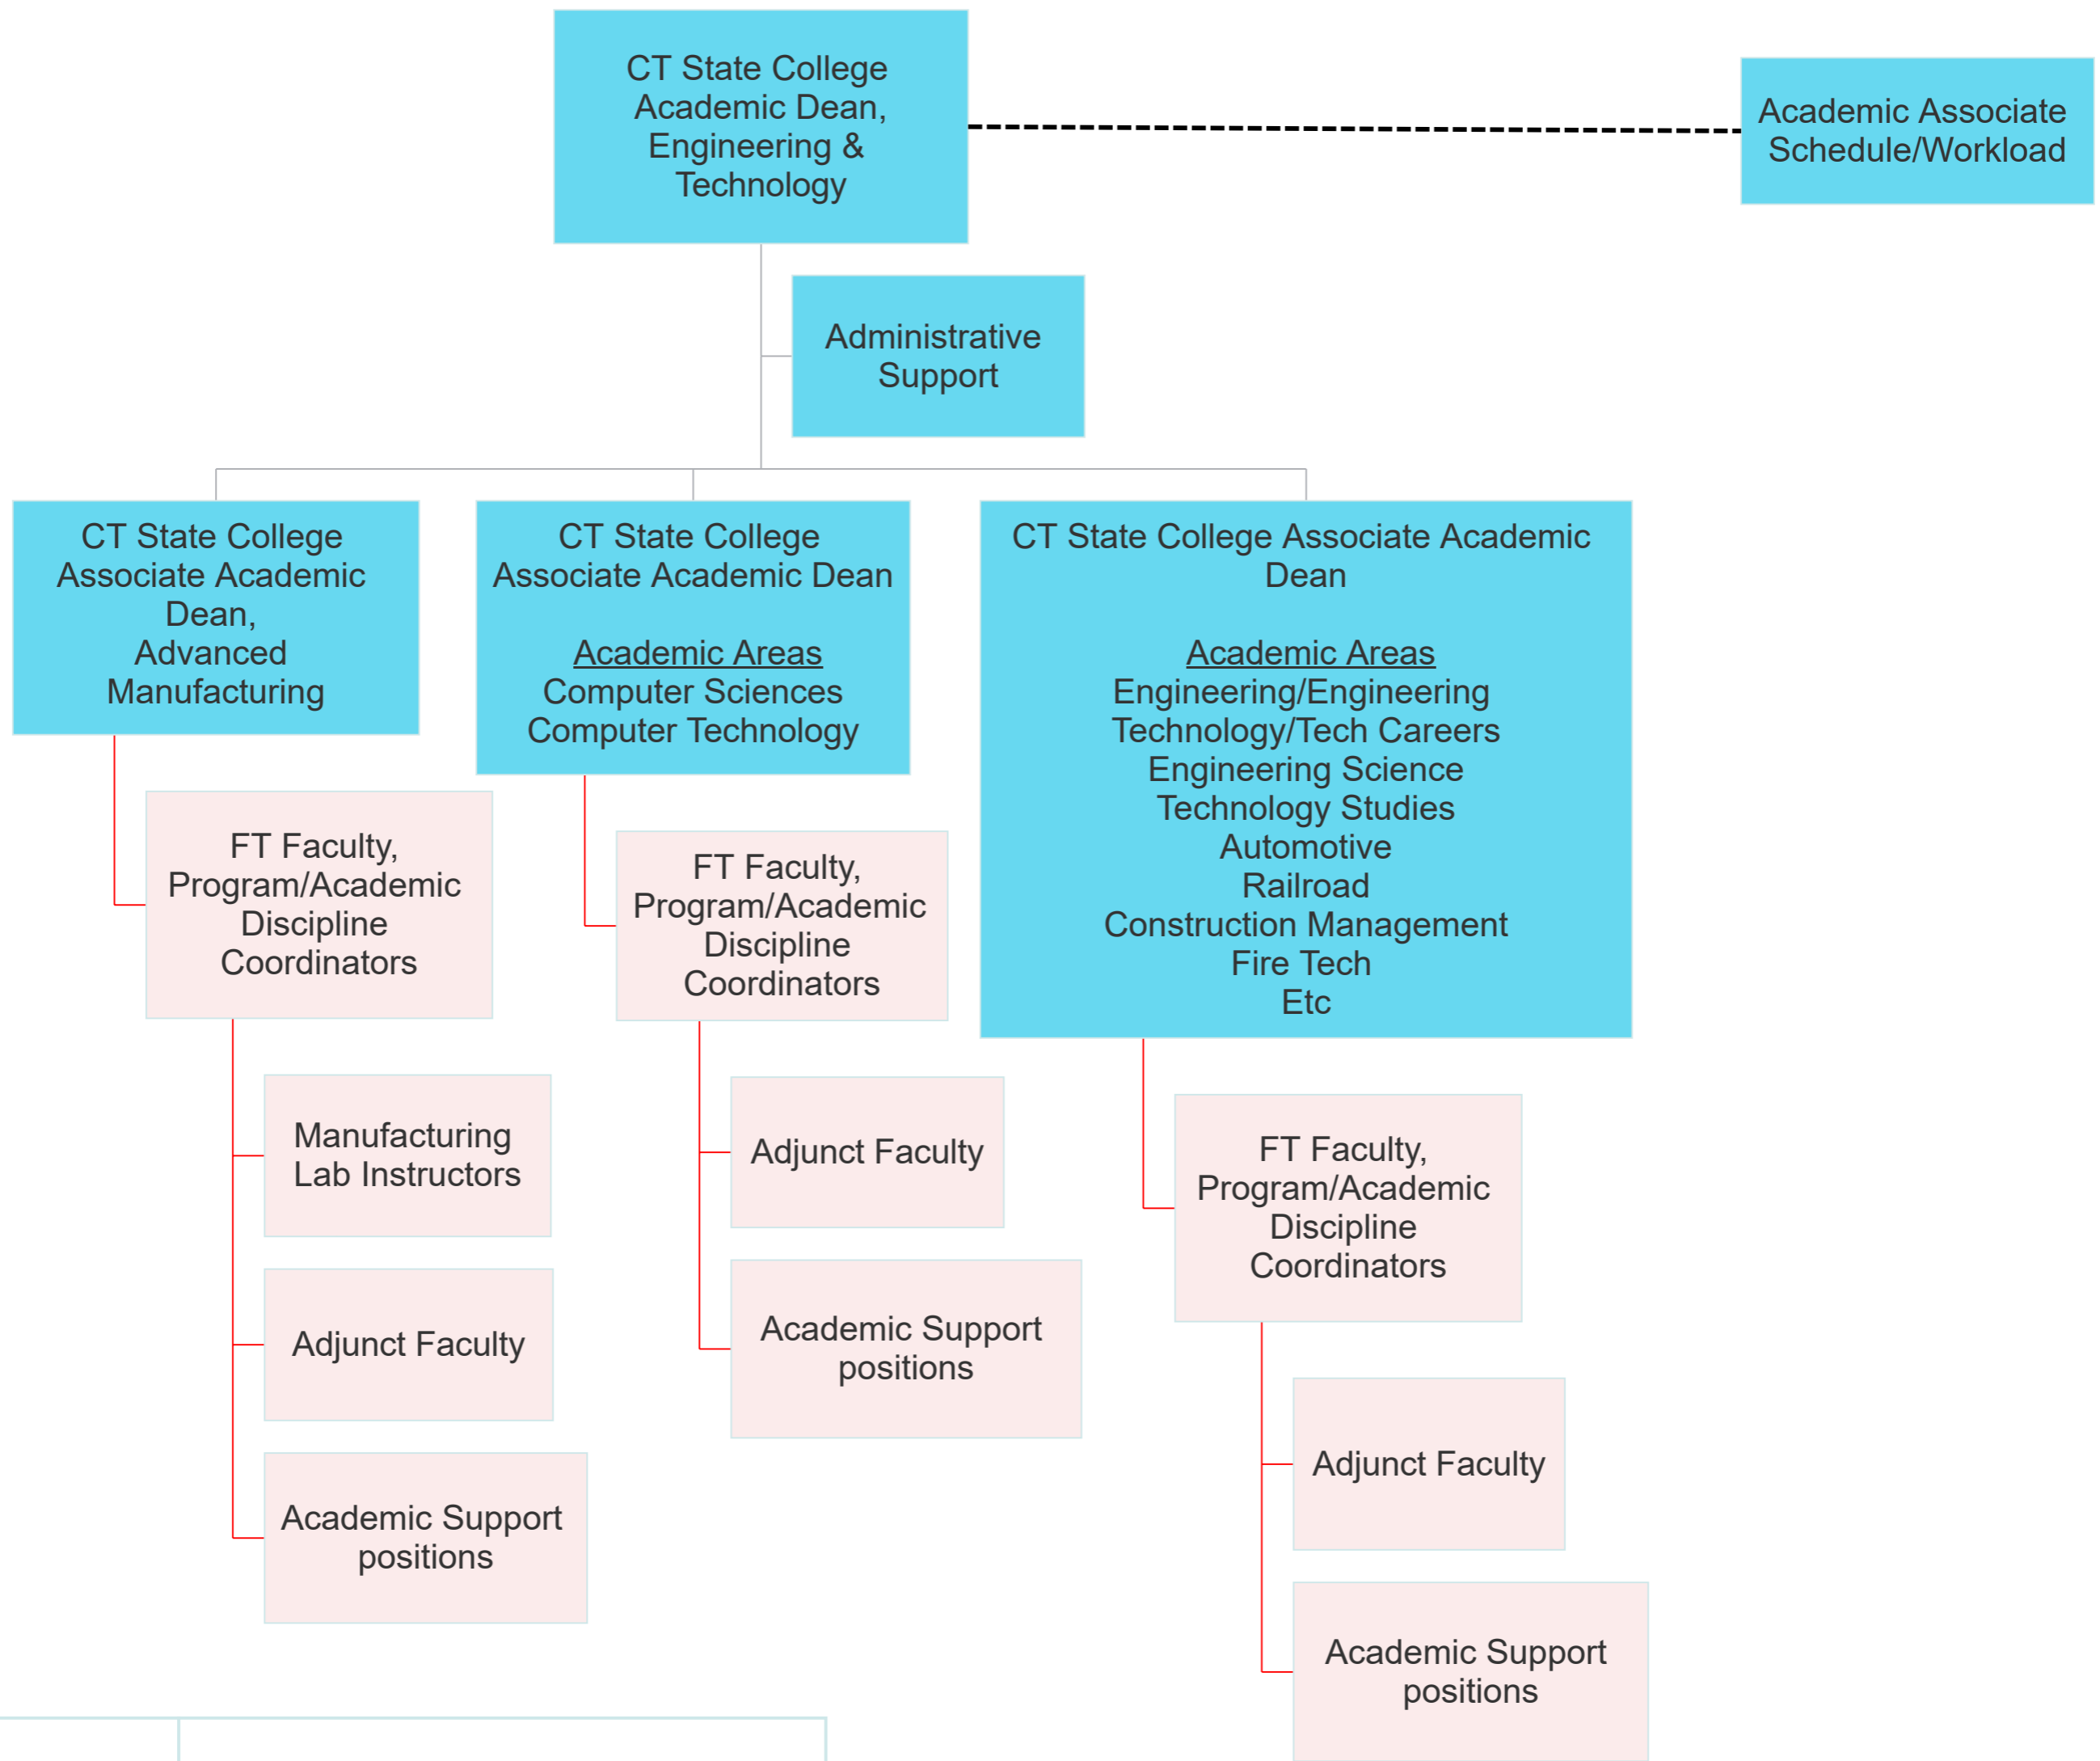 CT State College
Academic Dean,
Engineering &
Technology
Academic Associate
Schedule/Workload
Administrative
Support
CT State College
Associate Academic
Dean,
Advanced
Manufacturing
CT State College
Associate Academic Dean
Academic Areas
Computer Sciences
Computer Technology
CT State College Associate Academic
Dean
Academic Areas
Engineering/Engineering
Technology/Tech Careers
Engineering Science
Technology Studies
Automotive
Railroad
Construction Management
Fire Tech
Etc
FT Faculty,
Program/Academic
Discipline
Coordinators
Manufacturing
Lab Instructors
Adjunct Faculty
Academic Support
positions
FT Faculty,
Program/Academic
Discipline
Coordinators
Adjunct Faculty
Academic Support
positions
FT Faculty,
Program/Academic
Discipline
Coordinators
Adjunct Faculty
Academic Support
positions